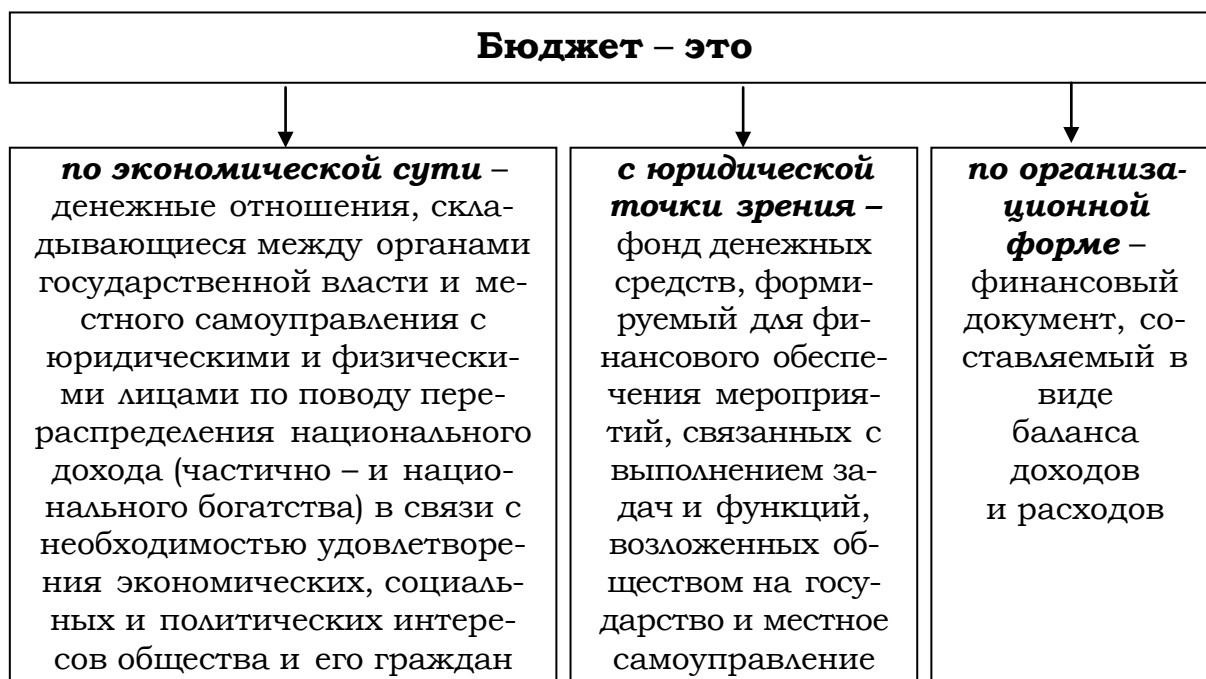 Бюджет – это
по экономической сути –
денежные отношения, скла-
дывающиеся между органами
государственной власти и ме-
стного самоуправления с
юридическими и физически-
ми лицами по поводу пере-
распределения национального
дохода (частично – и нацио-
нального богатства) в связи с
необходимостью удовлетворе-
ния экономических, социаль-
ных и политических интере-
сов общества и его граждан
с юридической
точки зрения –
фонд денежных
средств, форми-
руемый для фи-
нансового обеспе-
чения мероприя-
тий, связанных с
выполнением за-
дач и функций,
возложенных об-
ществом на госу-
дарство и местное
самоуправление
по организа-
ционной
форме –
финансовый
документ, со-
ставляемый в
виде
баланса
доходов
и расходов